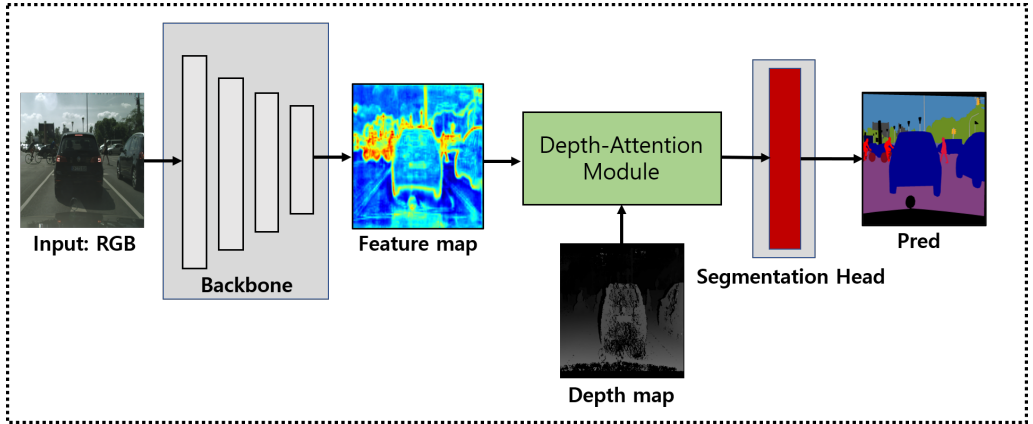 Input: RGB
Backbone
Feature map
Depth-Attention
Module
Depth map
Segmentation Head
Pred